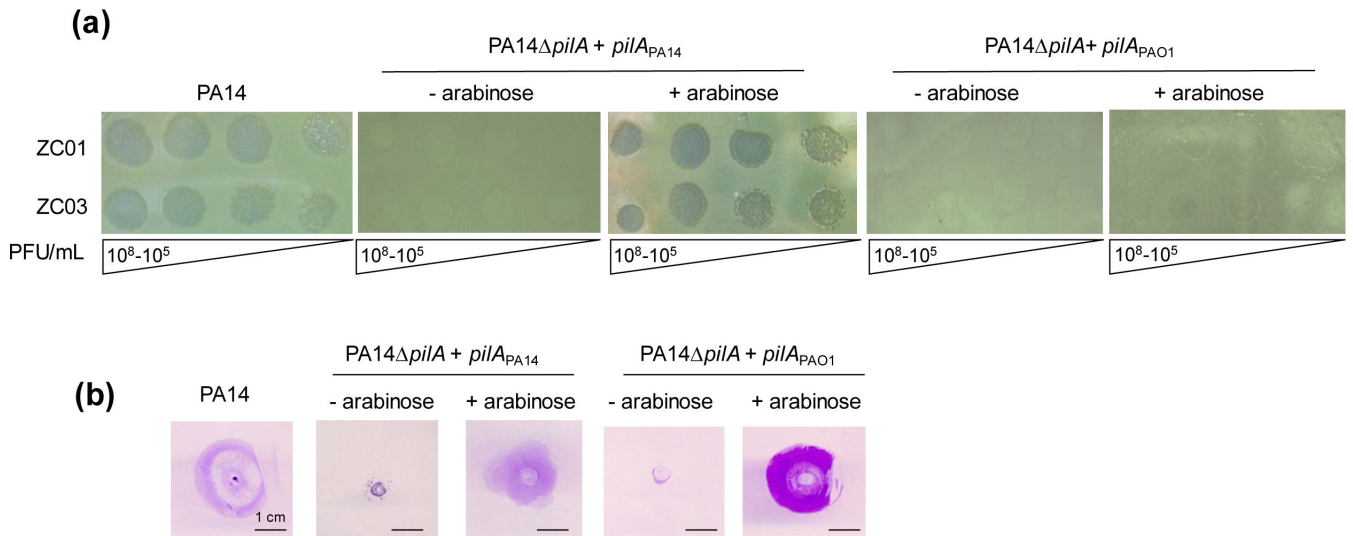 (a)
PA14ΔpilA + pilAPA14
PA14ΔpilA+ pilAPAO1
PA14
- arabinose
+ arabinose
- arabinose
+ arabinose
ZC01
ZC03
PFU/mL
10⁸-10⁵
10⁸-10⁵
10⁸-10⁵
10⁸-10⁵
10⁸-10⁵
(b)
PA14
PA14ΔpilA + pilAPA14
PA14ΔpilA + pilAPAO1
- arabinose
+ arabinose
- arabinose
+ arabinose
1 cm